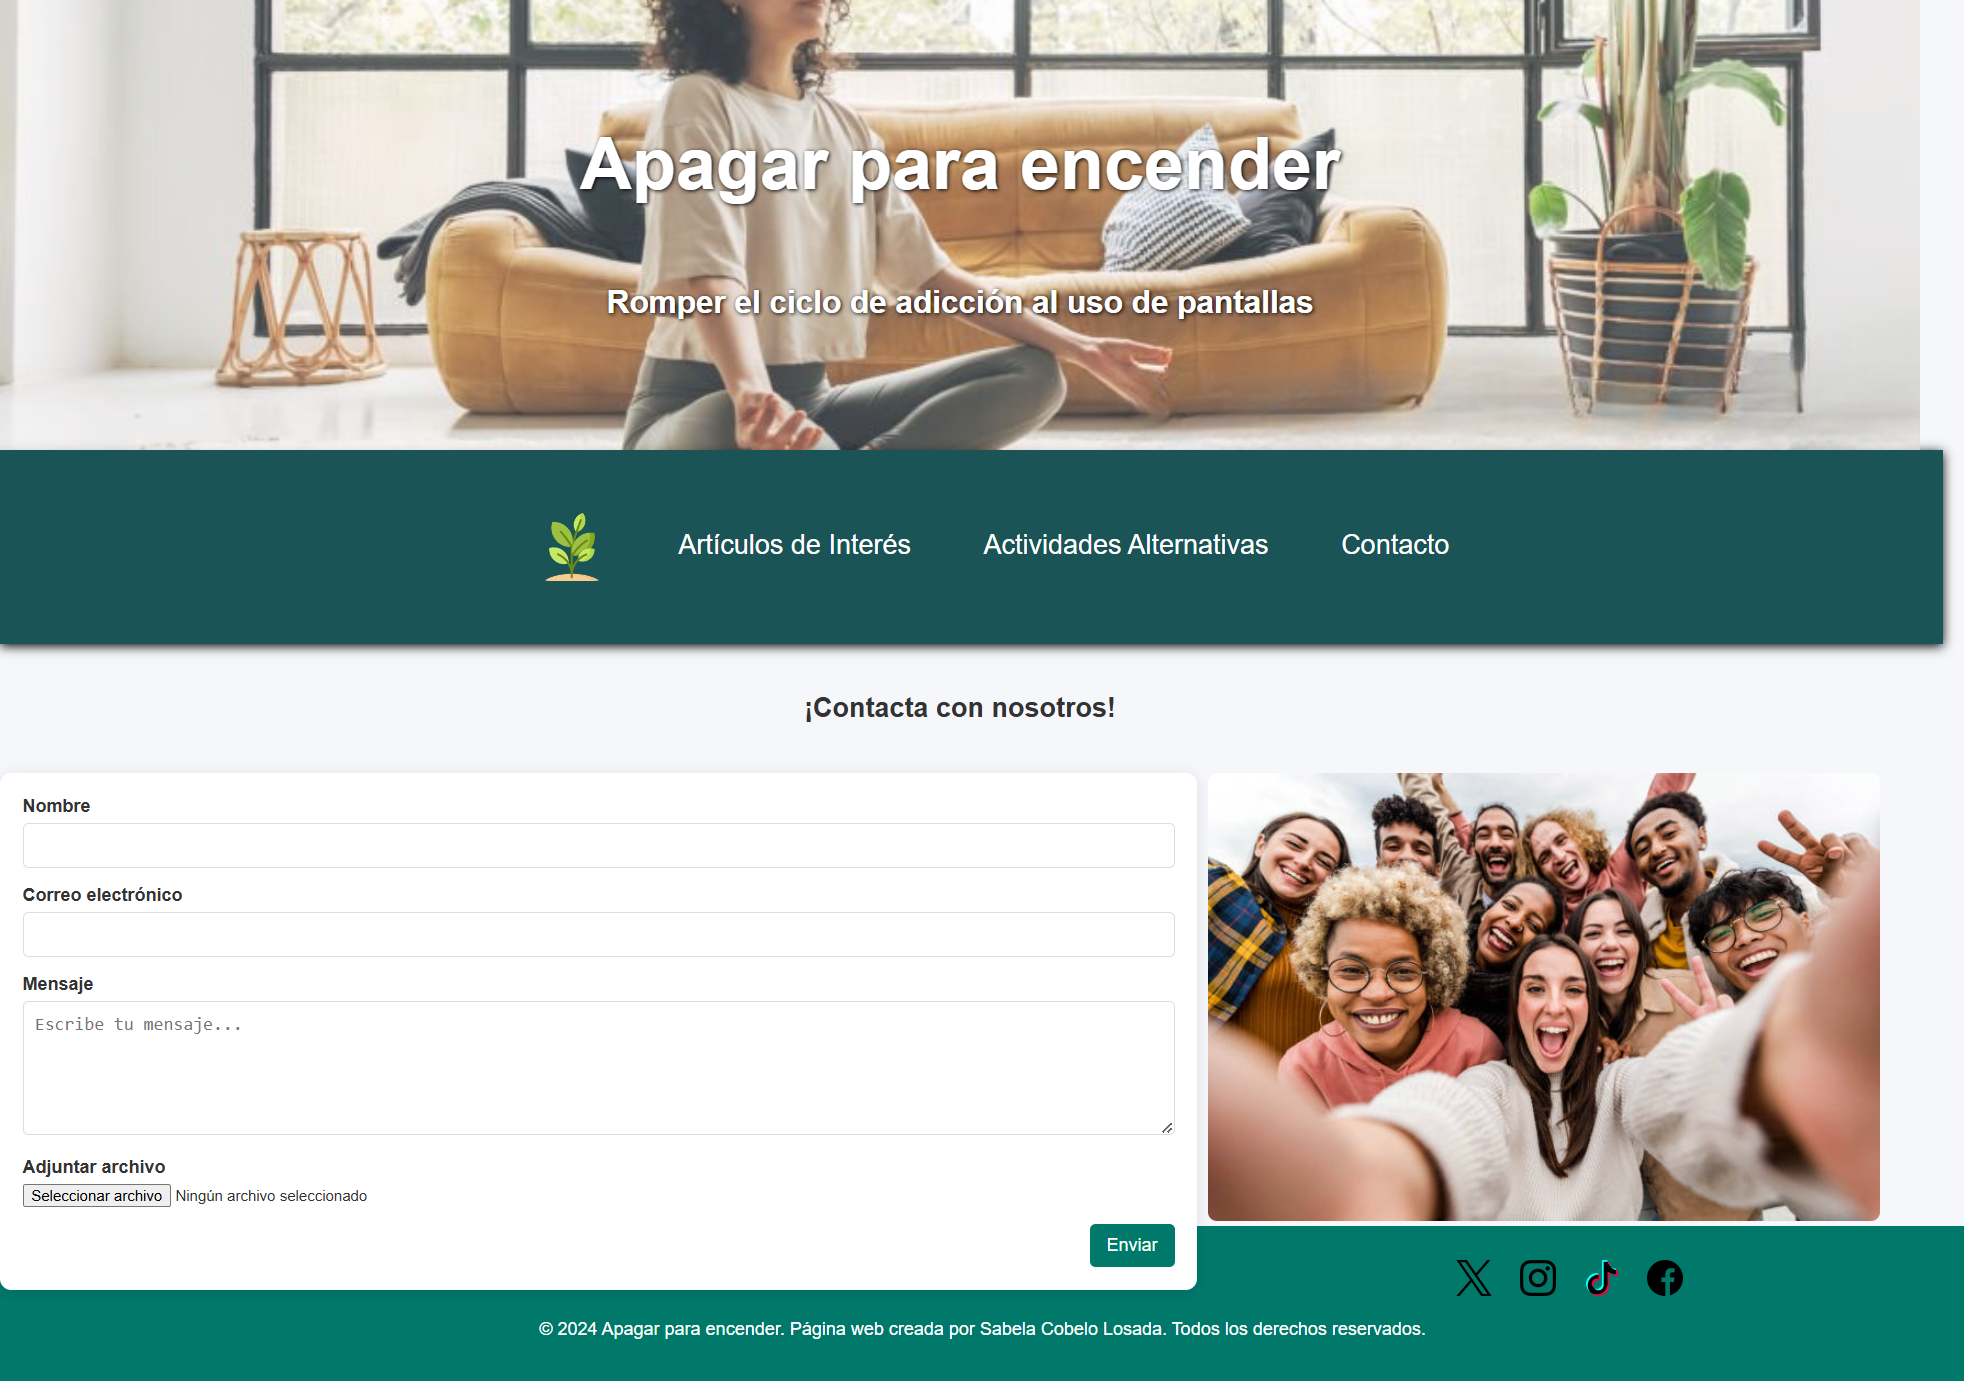 Apagar para encender
Romper el ciclo de adicción al uso de pantallas
Artículos de Interés
Actividades Alternativas
Contacto
¡Contacta con nosotros!
Nombre
Correo electrónico
Mensaje
Escribe tu mensaje...
Adjuntar archivo
Seleccionar archivo Ningún archivo seleccionado
Enviar
© 2024 Apagar para encender. Página web creada por Sabela Cobelo Losada. Todos los derechos reservados.